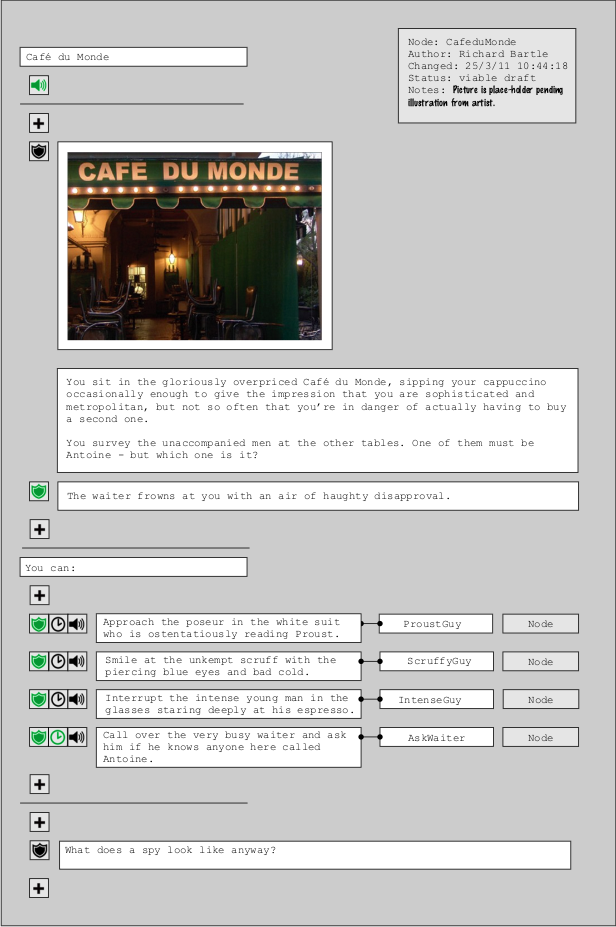 Node: CafeduMonde
Author: Richard Bartle
Changed: 25/3/11 10:44:18
Status: viable draft
Notes: Picture is place-holder pending
illustration from artist.
Café du Monde
CAFE DU MONDE
You sit in the gloriously overpriced Café du Monde, sipping your cappuccino
occasionally enough to give the impression that you are sophisticated and
metropolitan, but not so often that you’re in danger of actually having to buy
a second one.
You survey the unaccompanied men at the other tables. One of them must be
Antoine - but which one is it?
The waiter frowns at you with an air of haughty disapproval.
You can:
Approach the poseur in the white suit
who is ostentatiously reading Proust.
ProustGuy
Node
Smile at the unkempt scruff with the
piercing blue eyes and bad cold.
ScruffyGuy
Node
Interrupt the intense young man in the
glasses staring deeply at his espresso.
IntenseGuy
Node
Call over the very busy waiter and ask
him if he knows anyone here called
Antoine.
AskWaiter
Node
What does a spy look like anyway?